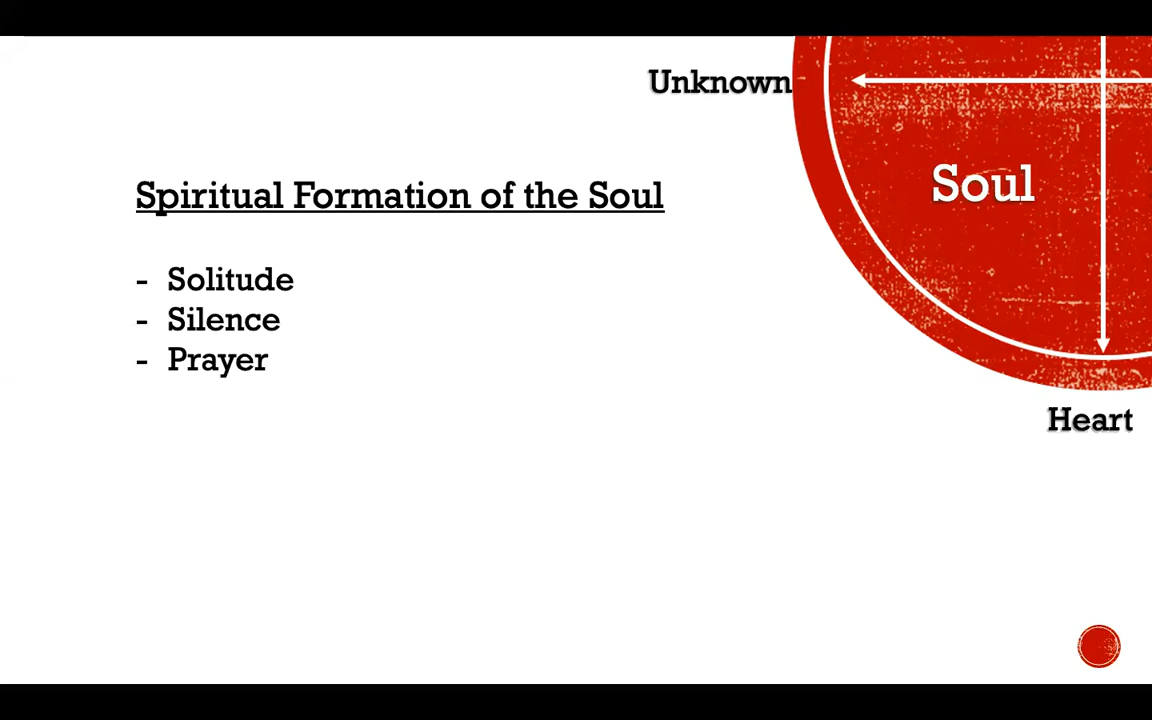 Unknown
Soul
Spiritual Formation of the Soul
- Solitude
- Silence
- Prayer
Heart